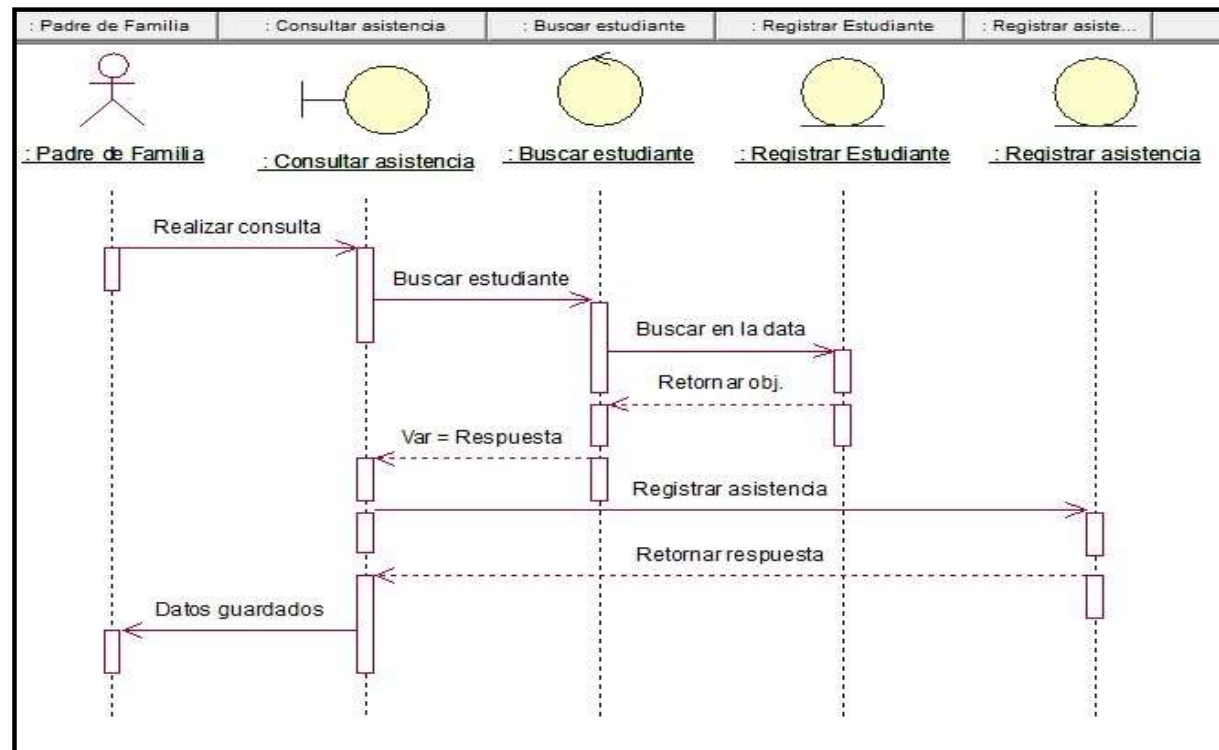 : Padre de Familia
: Consultar asistencia
: Buscar estudiante
: Registrar Estudiante
: Registrar asiste...
: Padre de Familia
: Consultar asistencia
: Buscar estudiante
: Registrar Estudiante
: Registrar asistencia
Realizar consulta
Buscar estudiante
Buscar en la data
Retornar obj.
Var = Respuesta
Registrar asistencia
Retornar respuesta
Datos guardados